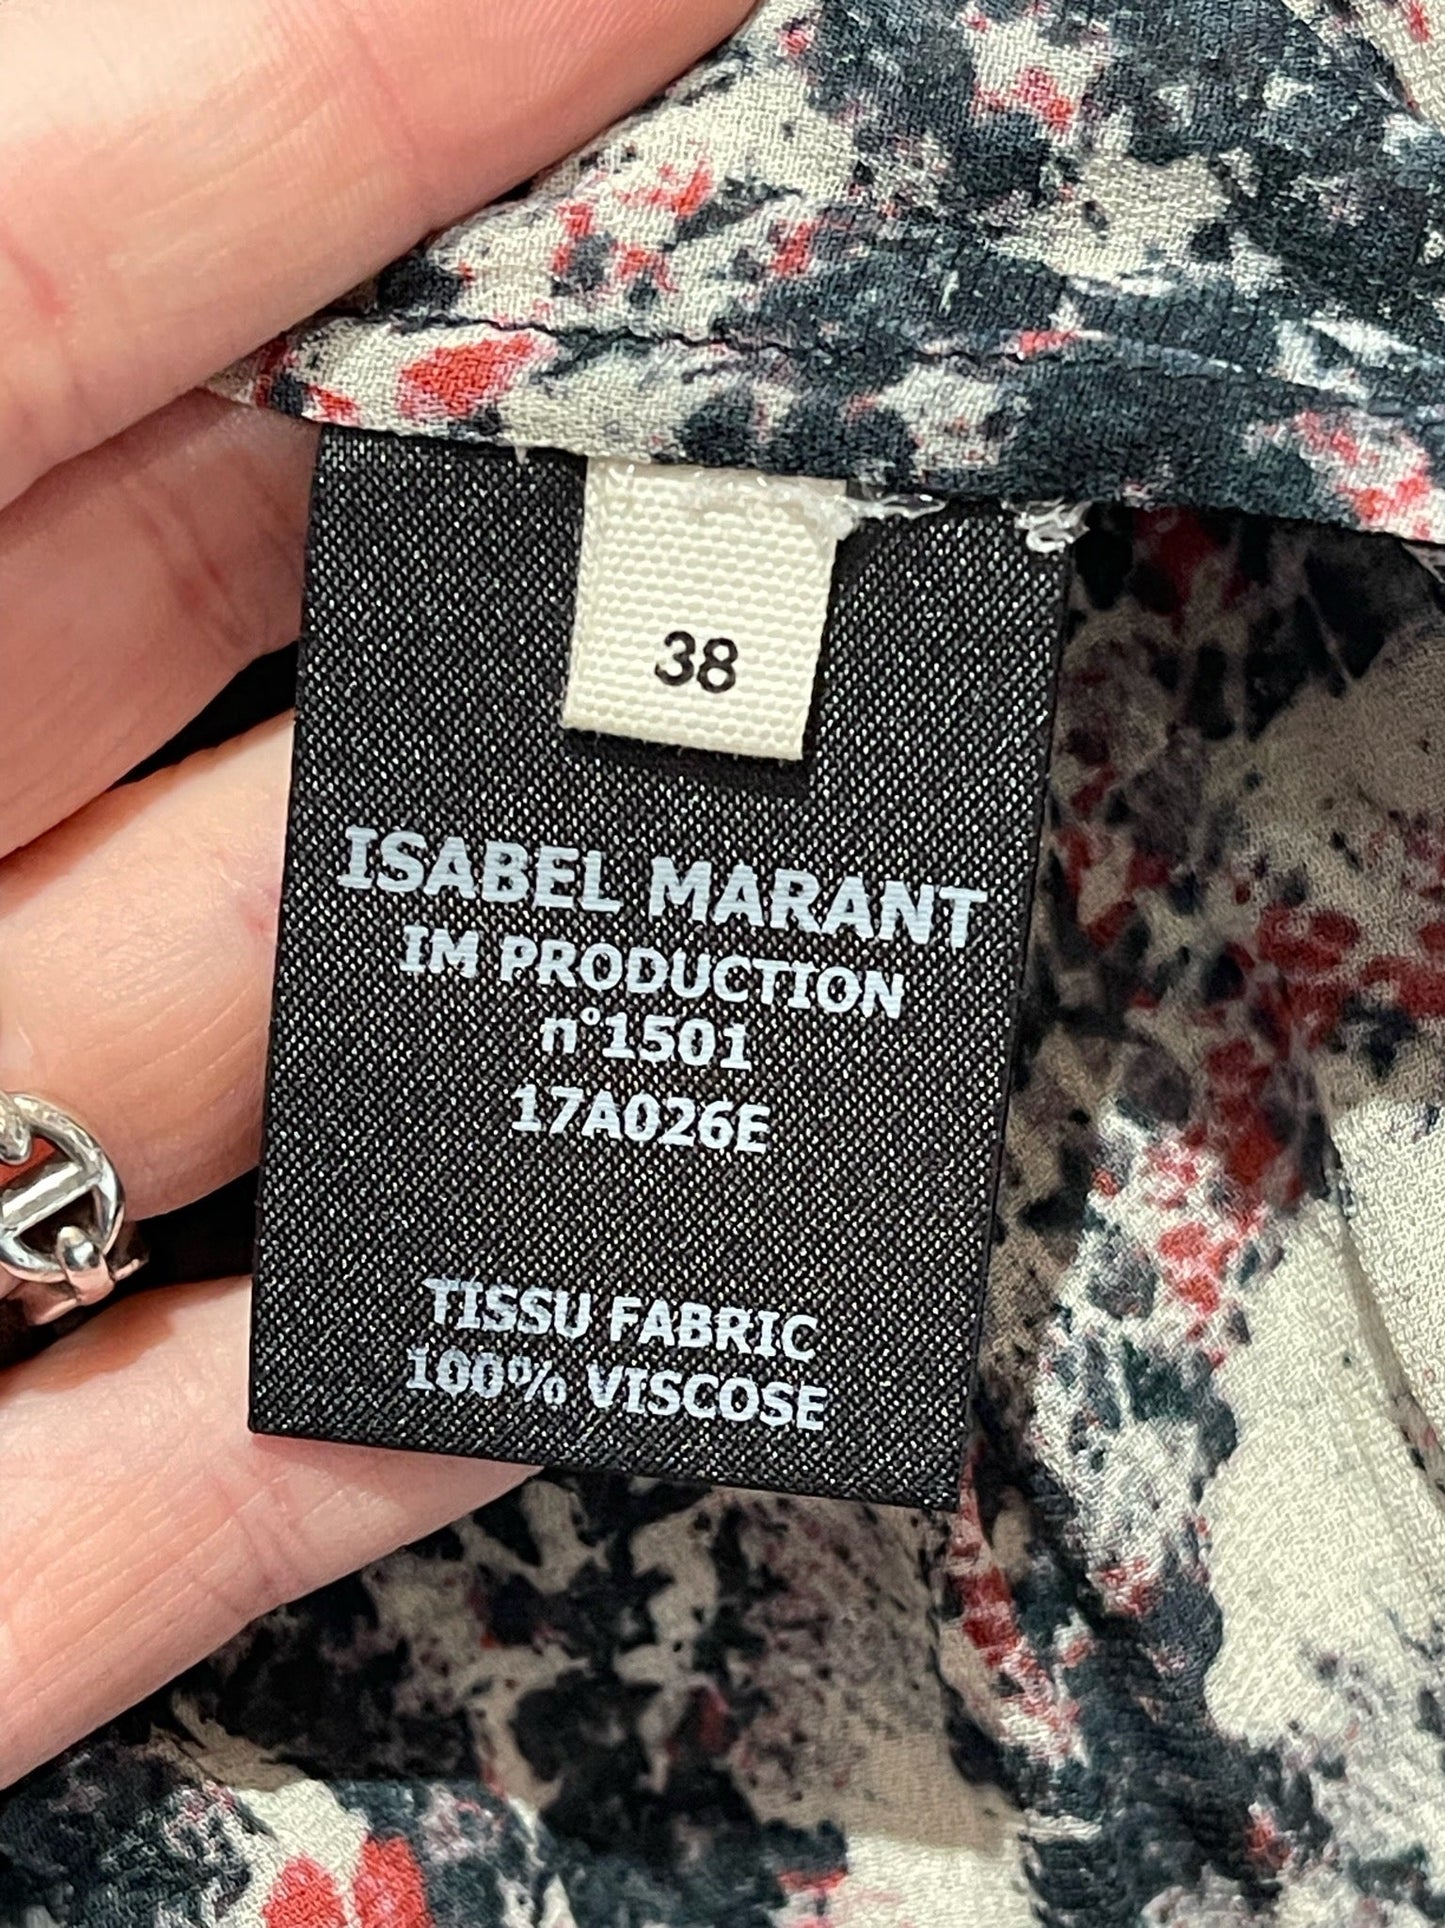 38
ISABEL MARANT
IM PRODUCTION
n°1501
17A026E
TISSU FABRIC
100% VISCOSE